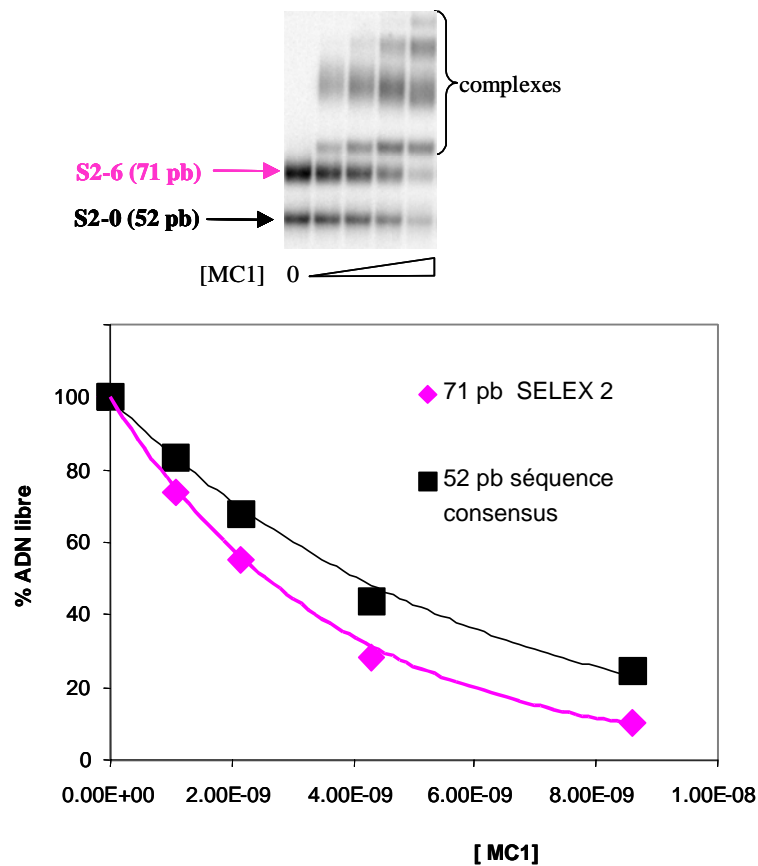 complexes
S2-6 (71 pb)
S2-0 (52 pb)
[MC1] 0
100
80
60
40
20
0
% ADN libre
71 pb SELEX 2
52 pb séquence
consensus
0.00E+00 2.00E-09 4.00E-09 6.00E-09 8.00E-09 1.00E-08
[ MC1]